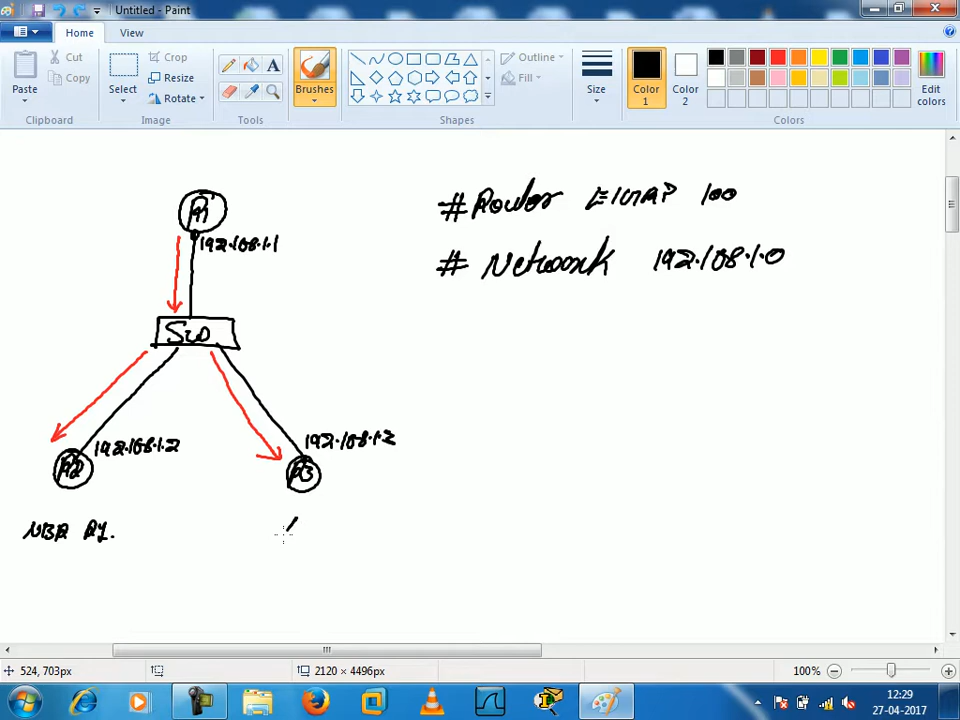 Untitled - Paint
Home View
Paste
Cut
Copy
Clipboard
Select
Crop
Resize
Rotate
Image
Tools
Brushes
Shapes
Outline
Fill
Size
Color 1
Color 2
Edit colors
Colors
R1
192.168.1.1
SW
192.168.1.2
192.168.1.2
R2
R3
NBR R1.
#Router EIGRP 100
# Network 192.168.1.0
524, 703px
2120 × 4496px
100%
12:29
27-04-2017